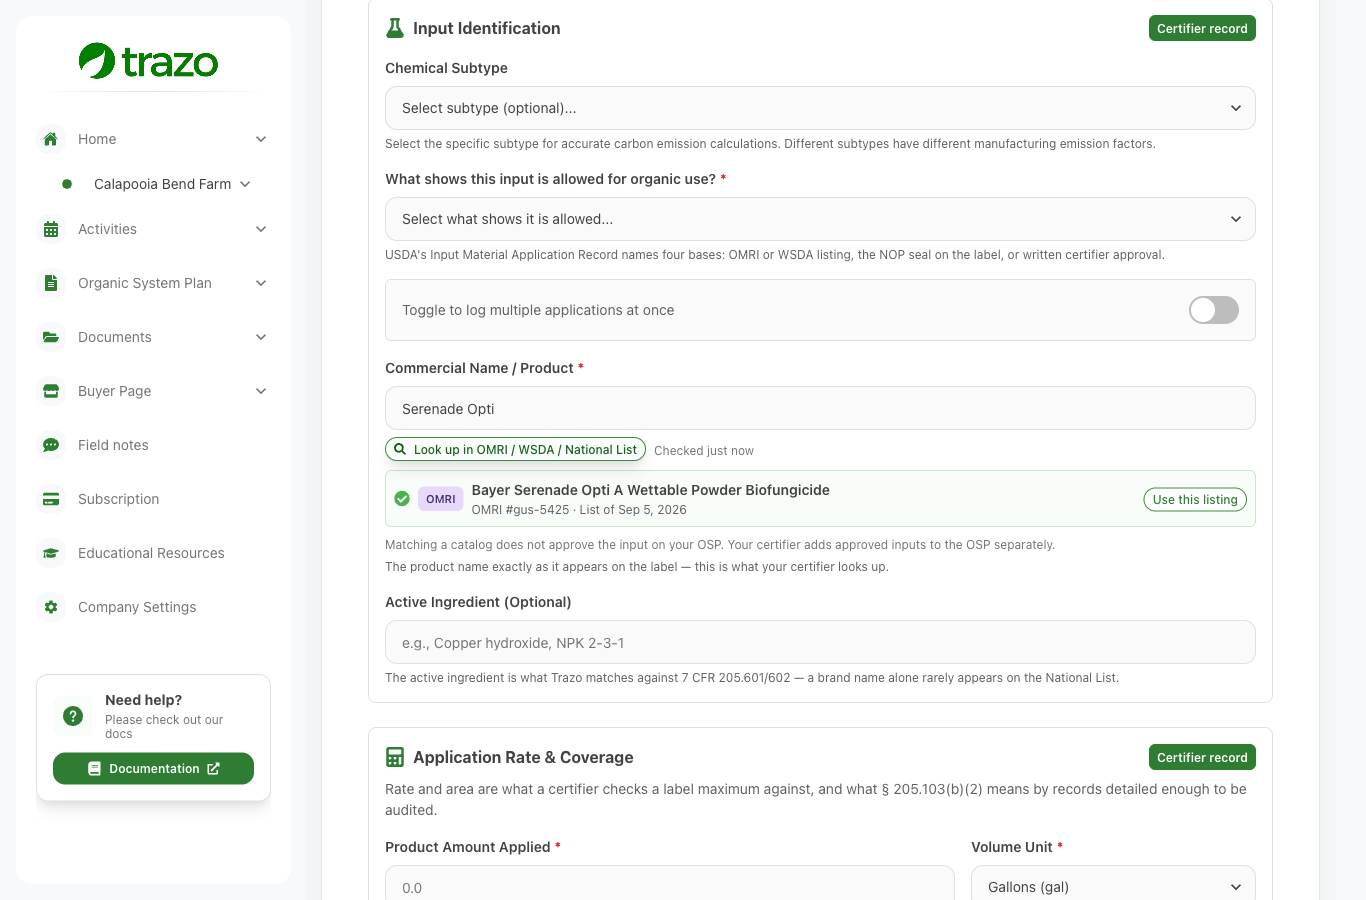 trazo
Home
Calapooia Bend Farm
Activities
Organic System Plan
Documents
Buyer Page
Field notes
Subscription
Educational Resources
Company Settings
Need help?
Please check out our
docs
Documentation
Input Identification
Certifier record
Chemical Subtype
Select subtype (optional)...
Select the specific subtype for accurate carbon emission calculations. Different subtypes have different manufacturing emission factors.
What shows this input is allowed for organic use? *
Select what shows it is allowed...
USDA's Input Material Application Record names four bases: OMRI or WSDA listing, the NOP seal on the label, or written certifier approval.
Toggle to log multiple applications at once
Commercial Name / Product *
Serenade Opti
Look up in OMRI / WSDA / National List
Checked just now
OMRI
Bayer Serenade Opti A Wettable Powder Biofungicide
OMRI #gus-5425 · List of Sep 5, 2026
Use this listing
Matching a catalog does not approve the input on your OSP. Your certifier adds approved inputs to the OSP separately.
The product name exactly as it appears on the label — this is what your certifier looks up.
Active Ingredient (Optional)
e.g., Copper hydroxide, NPK 2-3-1
The active ingredient is what Trazo matches against 7 CFR 205.601/602 — a brand name alone rarely appears on the National List.
Application Rate & Coverage
Certifier record
Rate and area are what a certifier checks a label maximum against, and what § 205.103(b)(2) means by records detailed enough to be
audited.
Product Amount Applied *
Volume Unit *
0.0
Gallons (gal)